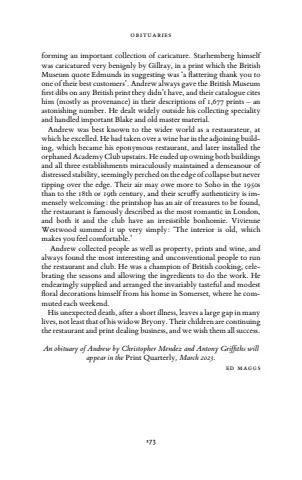 OBITUARIES
forming an important collection of caricature. Starhemberg himself
was caricatured very benignly by Gillray, in a print which the British
Museum quote Edmunds in suggesting was ‘a flattering thank you to
one of their best customers’. Andrew always gave the British Museum
first dibs on any British print they didn’t have, and their catalogue cites
him (mostly as provenance) in their descriptions of 1,677 prints – an
astonishing number. He dealt widely outside his collecting speciality
and handled important Blake and old master material.
Andrew was best known to the wider world as a restaurateur, at
which he excelled. He had taken over a wine bar in the adjoining build-
ing, which became his eponymous restaurant, and later installed the
orphaned Academy Club upstairs. He ended up owning both buildings
and all three establishments miraculously maintained a demeanour of
distressed stability, seemingly perched on the edge of collapse but never
tipping over the edge. Their air may owe more to Soho in the 1950s
than to the 18th or 19th century, and their scruffy authenticity is im-
mensely welcoming: the printshop has an air of treasures to be found,
the restaurant is famously described as the most romantic in London,
and both it and the club have an irresistible bonhomie. Vivienne
Westwood summed it up very simply: ‘The interior is old, which
makes you feel comfortable.’
Andrew collected people as well as property, prints and wine, and
always found the most interesting and unconventional people to run
the restaurant and club. He was a champion of British cooking, cele-
brating the seasons and allowing the ingredients to do the work. He
endearingly supplied and arranged the invariably tasteful and modest
floral decorations himself from his home in Somerset, where he com-
muted each weekend.
His unexpected death, after a short illness, leaves a large gap in many
lives, not least that of his widow Bryony. Their children are continuing
the restaurant and print dealing business, and we wish them all success.
An obituary of Andrew by Christopher Mendez and Antony Griffiths will
appear in the Print Quarterly, March 2023.
ED MAGGS
173